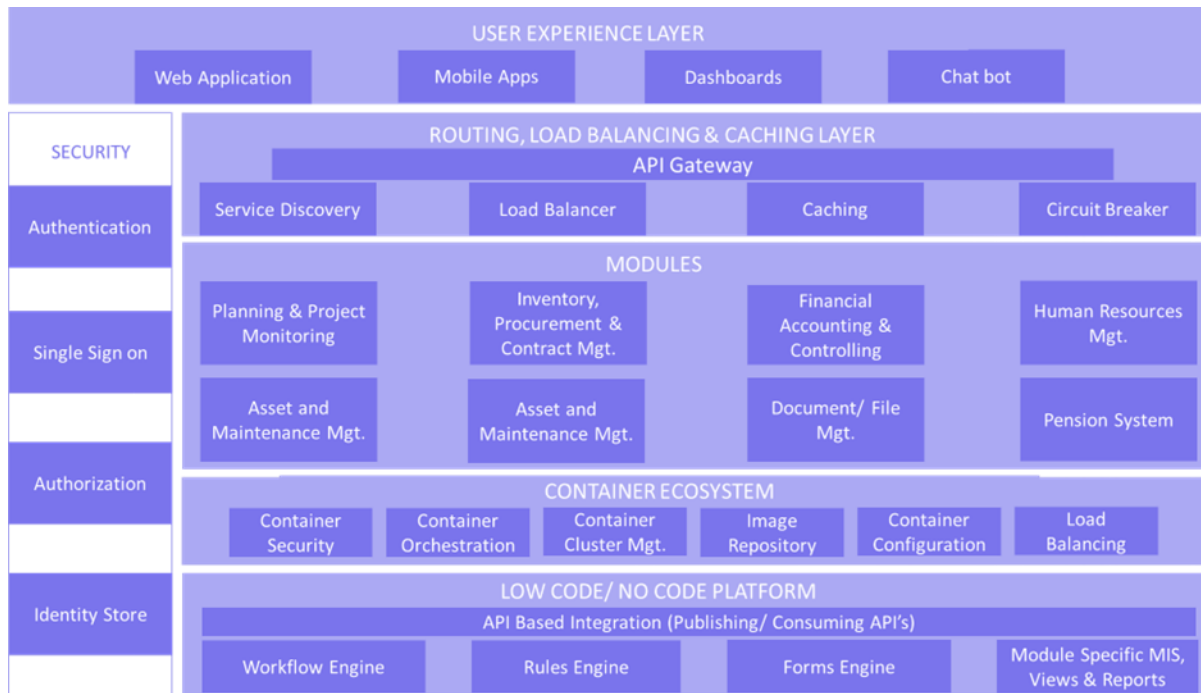 USER EXPERIENCE LAYER
Web Application
Mobile Apps
Dashboards
Chat bot
SECURITY
Authentication
Single Sign on
Authorization
Identity Store
ROUTING, LOAD BALANCING & CACHING LAYER
API Gateway
Service Discovery
Load Balancer
Caching
Circuit Breaker
MODULES
Planning & Project
Monitoring
Inventory,
Procurement &
Contract Mgt.
Financial
Accounting &
Controlling
Human Resources
Mgt.
Asset and
Maintenance Mgt.
Asset and
Maintenance Mgt.
Document/ File
Mgt.
Pension System
CONTAINER ECOSYSTEM
Container
Security
Container
Orchestration
Container
Cluster Mgt.
Image
Repository
Container
Configuration
Load
Balancing
LOW CODE/ NO CODE PLATFORM
API Based Integration (Publishing/ Consuming API's)
Workflow Engine
Rules Engine
Forms Engine
Module Specific MIS,
Views & Reports